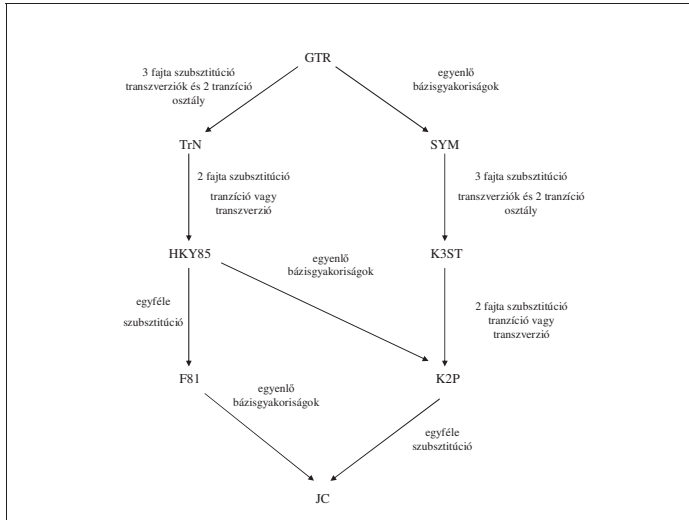 GTR
3 fajta szubsztitúció
transzverziók és 2 tranzíció
osztály
egyenlő
bázisgyakoriságok
TrN
SYM
2 fajta szubsztitúció
tranzíció vagy
transzverzió
3 fajta szubsztitúció
transzverziók és 2 tranzíció
osztály
HKY85
K3ST
egyenlő
bázisgyakoriságok
egyféle
szubsztitúció
2 fajta szubsztitúció
tranzíció vagy
transzverzió
F81
K2P
egyenlő
bázisgyakoriságok
egyféle
szubsztitúció
JC